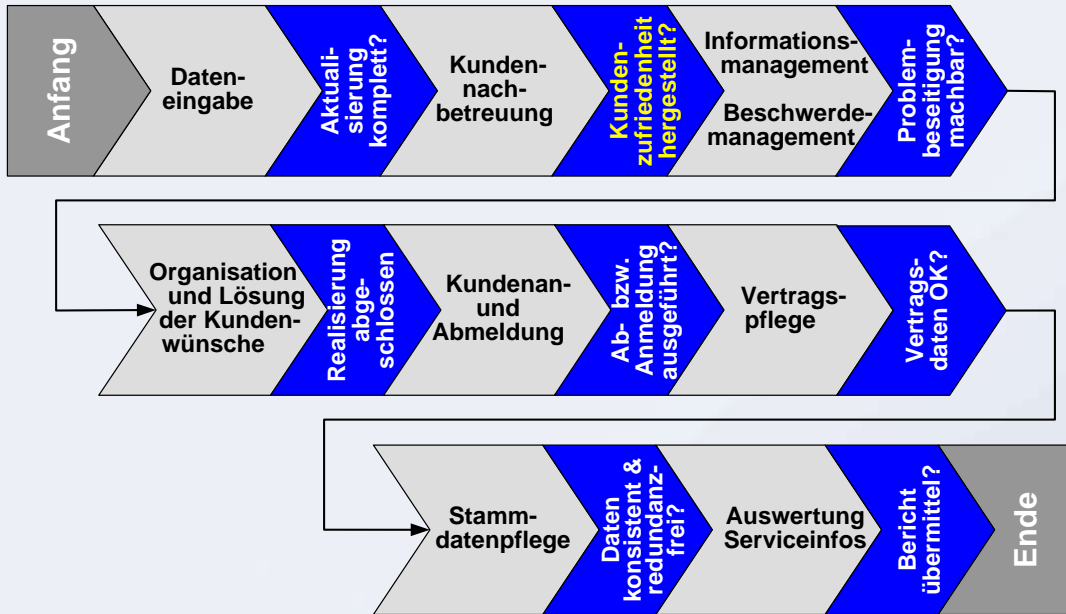 Anfang
Daten-
eingabe
Aktuali-
sierung
komplett?
Kunden-
nach-
betreuung
Kunden-
zufriedenheit
hergestellt?
Informations-
management
Beschwerde-
management
Problem-
beseitigung
machbar?
Organisation
und Lösung
der Kunden-
wünsche
Realisierung
abge-
schlossen
Kundenan-
und
Abmeldung
Ab- bzw.
Anmeldung
ausgeführt?
Vertrags-
pflege
Vertrags-
daten OK?
Stamm-
datenpflege
Daten
konsistent &
redundanz-
frei?
Auswertung
Serviceinfos
Bericht
übermittel?
Ende